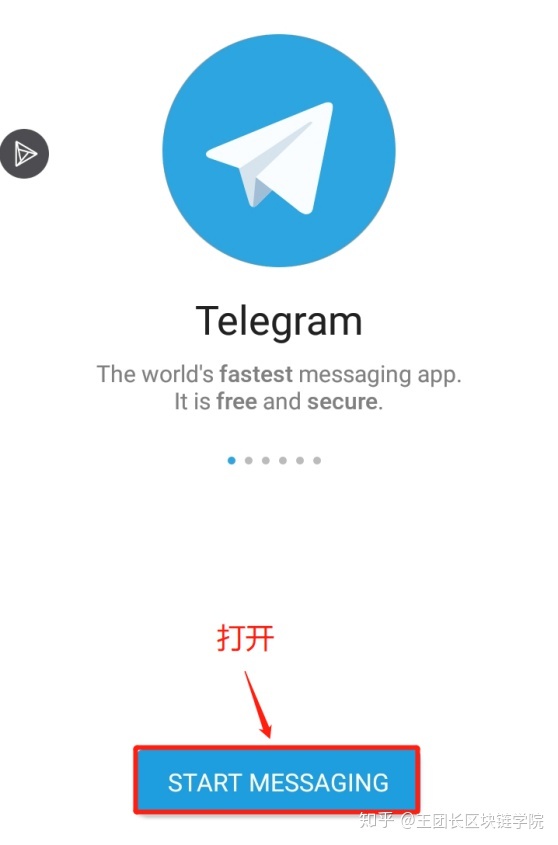 Telegram
The world's fastest messaging app.
It is free and secure.
打开
START MESSAGING
知乎 @王团长区块链学院